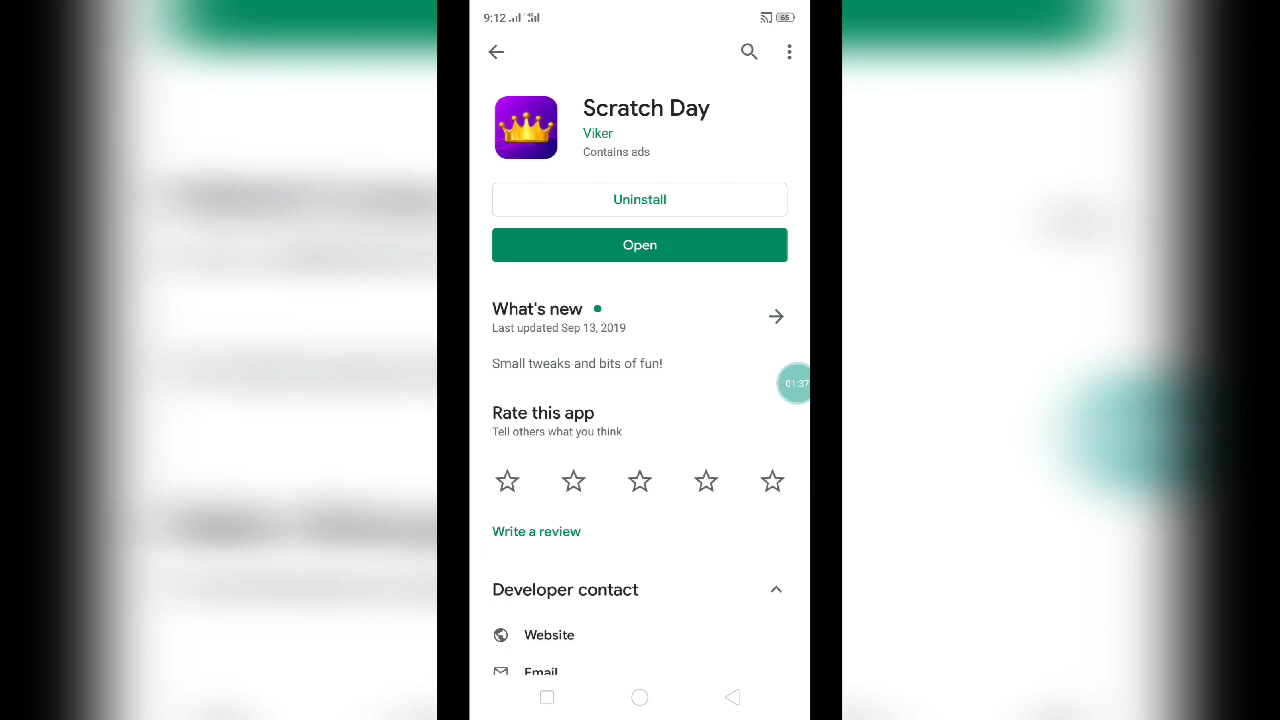 9:12
65
Scratch Day
Viker
Contains ads
Uninstall
Open
What's new
Last updated Sep 13, 2019
Small tweaks and bits of fun!
01:37
Rate this app
Tell others what you think
Write a review
Developer contact
Website
Email